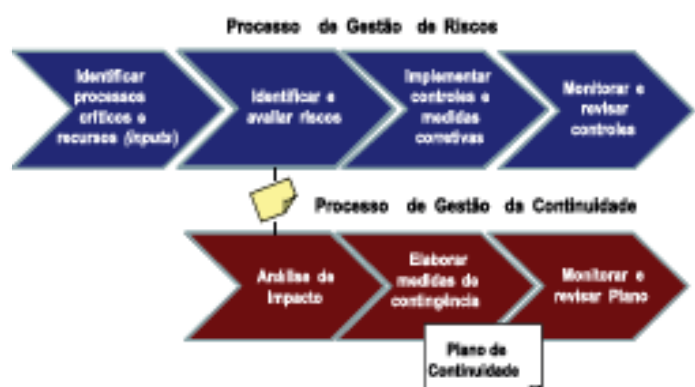 Processo de Gestão de Riscos
Identificar
processos
críticos e
recursos (inputs)
Identificar e
avaliar riscos
Implementar
controles e
medidas
corretivas
Monitorar e
revisar
controles
Processo de Gestão da Continuidade
Análise de
Impacto
Elaborar
medidas de
contingência
Monitorar e
revisar Plano
Plano de
Continuidade